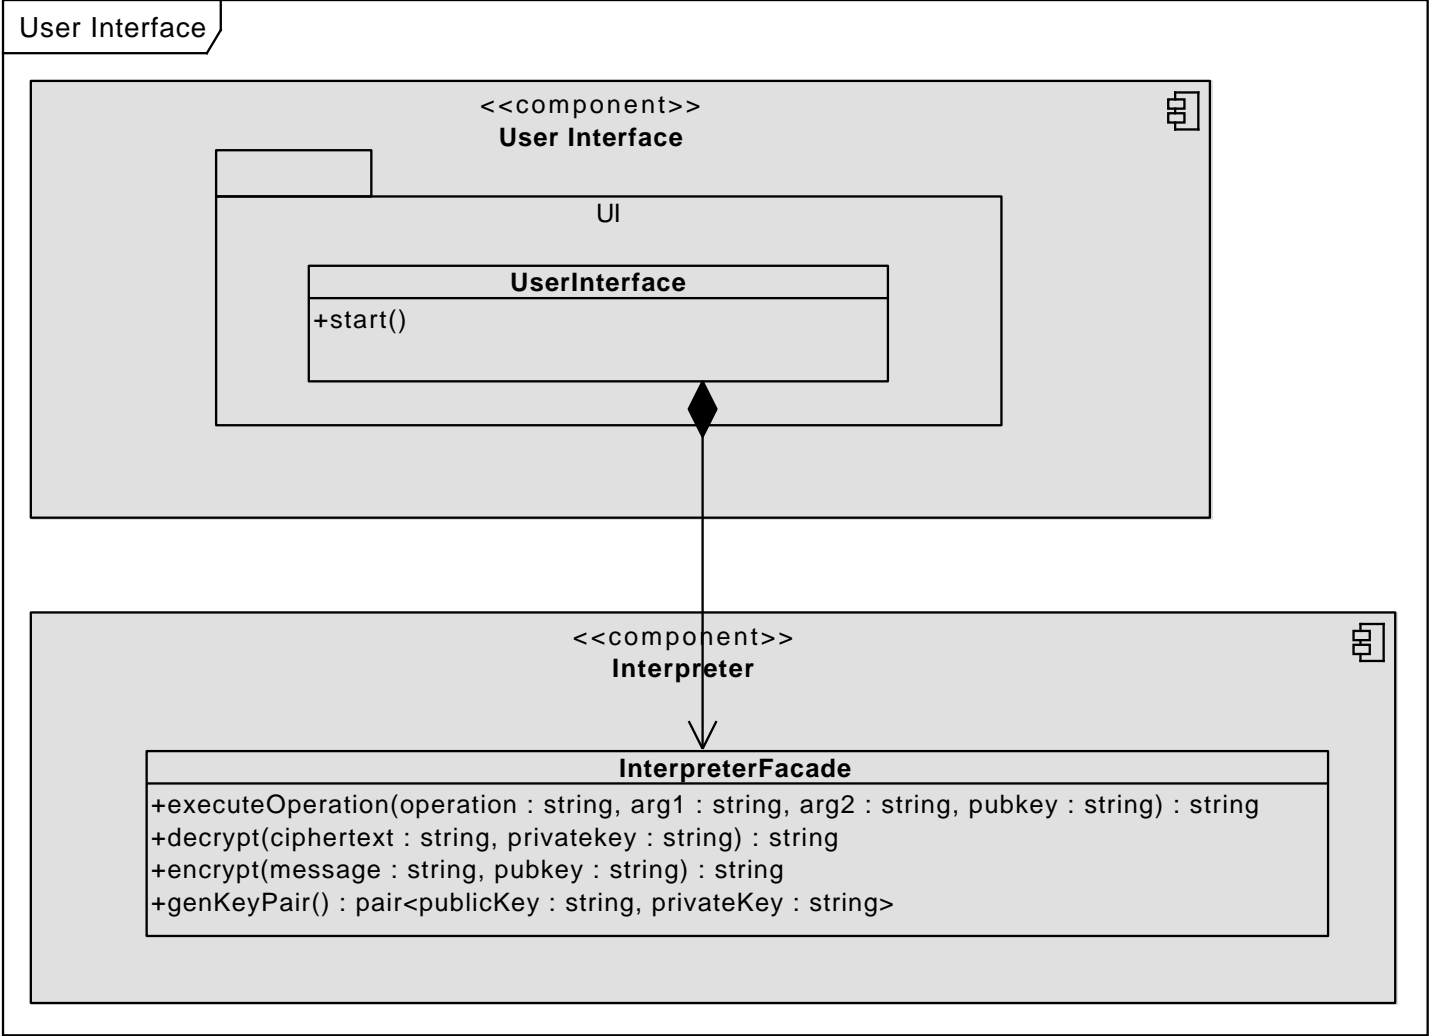 User Interface
<<component>>
User Interface
UI
UserInterface
+start()
<<component>>
Interpreter
InterpreterFacade
+executeOperation(operation : string, arg1 : string, arg2 : string, pubkey : string) : string
+decrypt(ciphertext : string, privatekey : string) : string
+encrypt(message : string, pubkey : string) : string
+genKeyPair() : pair<publicKey : string, privateKey : string>